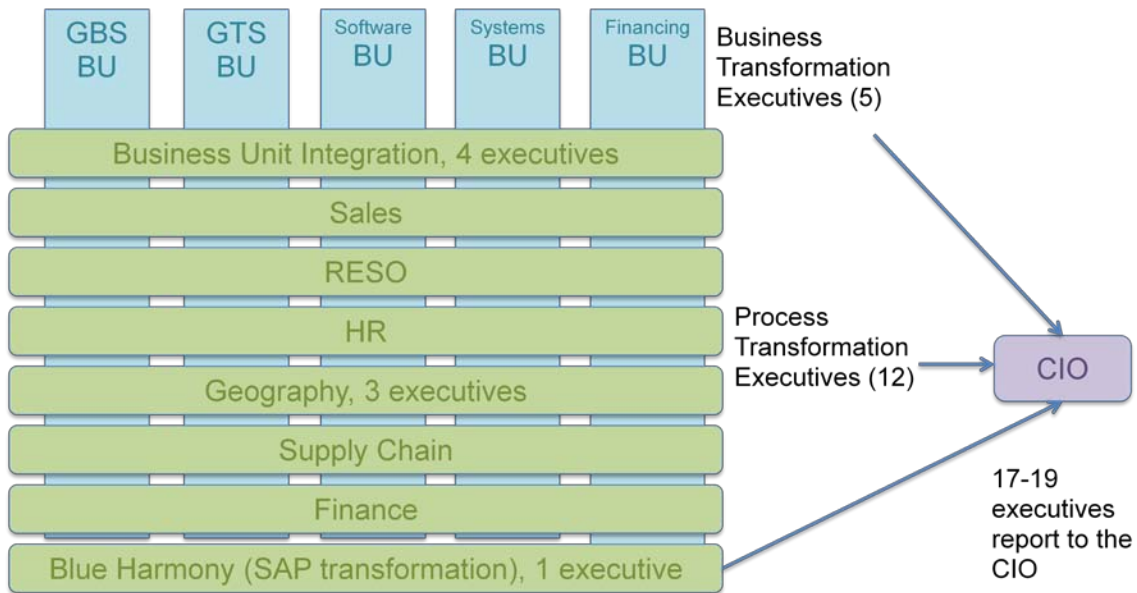 GBS
BU
GTS
BU
Software
BU
Systems
BU
Financing
BU
Business
Transformation
Executives (5)
Business Unit Integration, 4 executives
Sales
RESO
HR
Geography, 3 executives
Supply Chain
Finance
Blue Harmony (SAP transformation), 1 executive
Process
Transformation
Executives (12)
CIO
17-19
executives
report to the
CIO